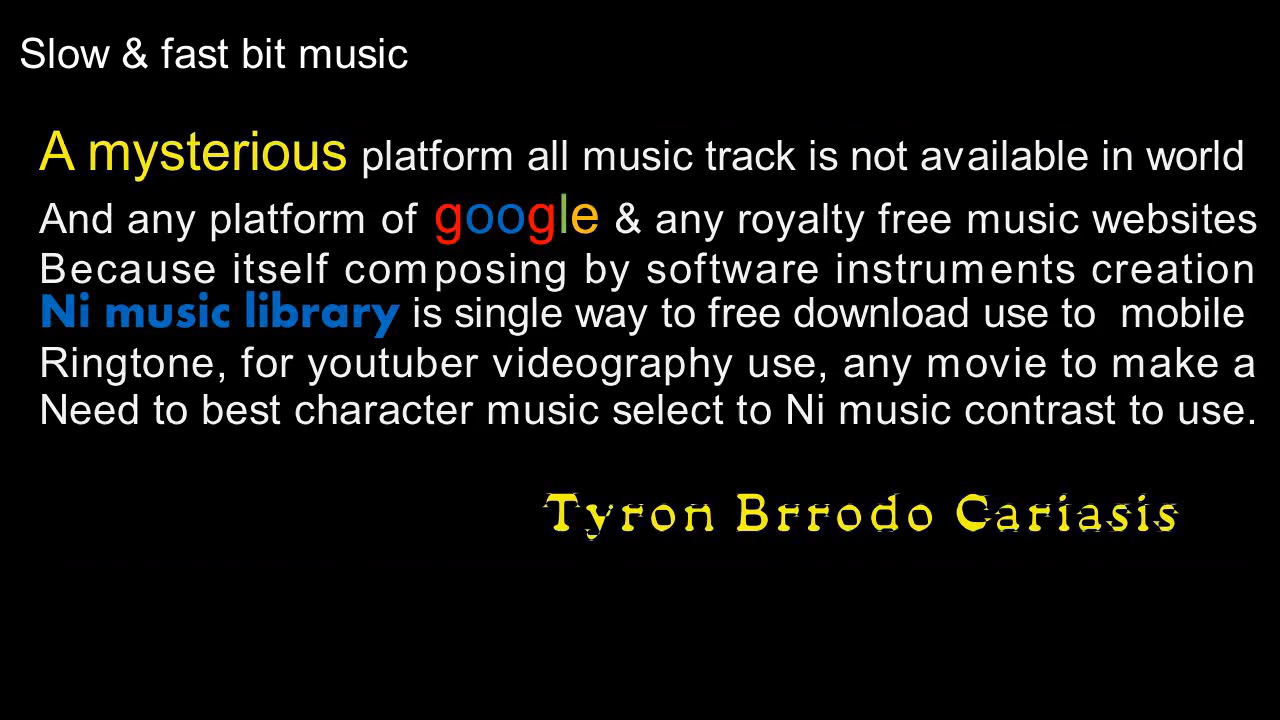 Slow & fast bit music
A mysterious platform all music track is not available in world
And any platform of google & any royalty free music websites
Because itself composing by software instruments creation
Ni music library is single way to free download use to mobile
Ringtone, for youtuber videography use, any movie to make a
Need to best character music select to Ni music contrast to use.
Tyron Brrodo Cariasis